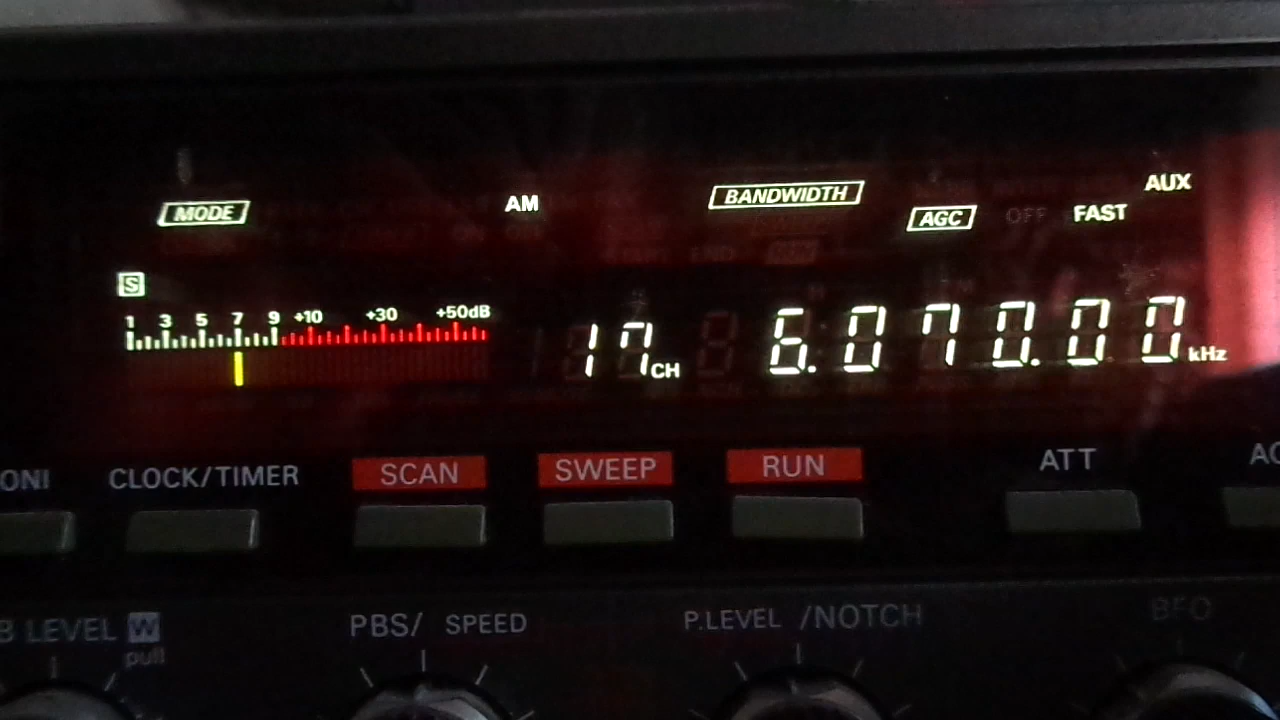 AUX
MODE AM BANDWIDTH
AGC OFF FAST
S
1 3 5 7 9 +10 +30 +50dB
17 CH 6.070.00 kHz
ONI CLOCK/TIMER SCAN SWEEP RUN ATT AC
B LEVEL W PBS/ SPEED P.LEVEL /NOTCH BFO
pull